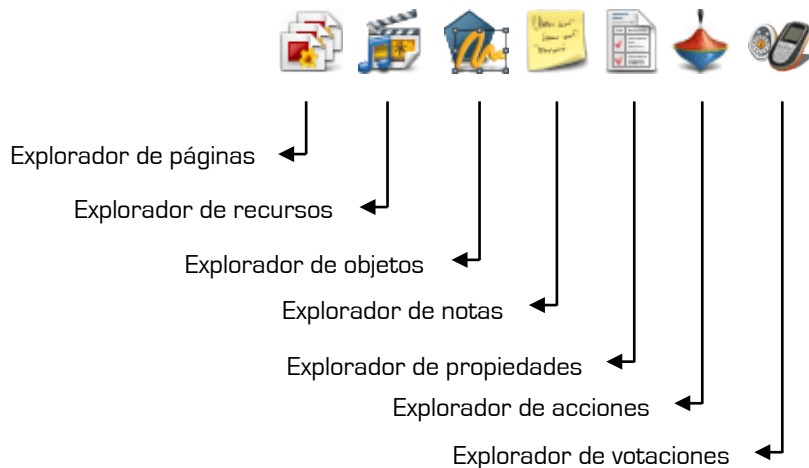 Explorador de páginas
Explorador de recursos
Explorador de objetos
Explorador de notas
Explorador de propiedades
Explorador de acciones
Explorador de votaciones